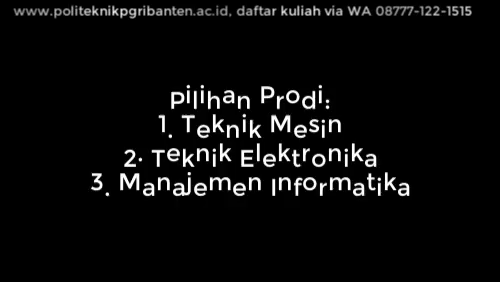 www.politeknikpgribanten.ac.id, daftar kuliah via WA 08777-122-1515
Pilihan Prodi:
1. Teknik Mesin
2. Teknik Elektronika
3. Manajemen Informatika